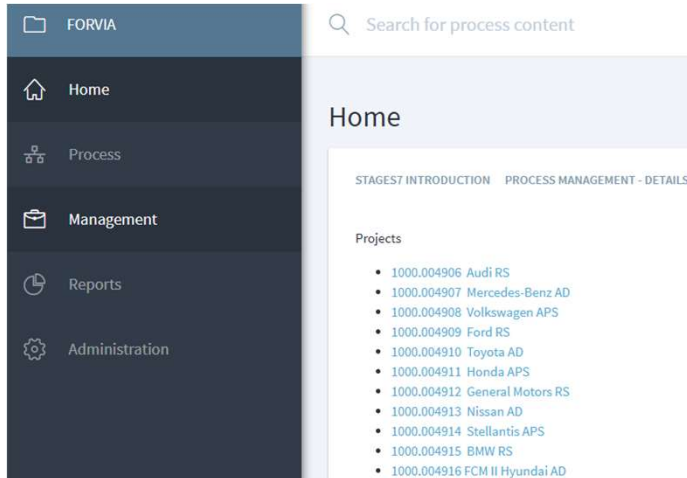 FORVIA
Search for process content
Home
Home
Process
STAGES7 INTRODUCTION PROCESS MANAGEMENT - DETAILS
Management
Projects
Reports
1000.004906 Audi RS
1000.004907 Mercedes-Benz AD
1000.004908 Volkswagen APS
1000.004909 Ford RS
Administration
1000.004910 Toyota AD
1000.004911 Honda APS
1000.004912 General Motors RS
1000.004913 Nissan AD
1000.004914 Stellantis APS
1000.004915 BMW RS
1000.004916 FCM II Hyundai AD